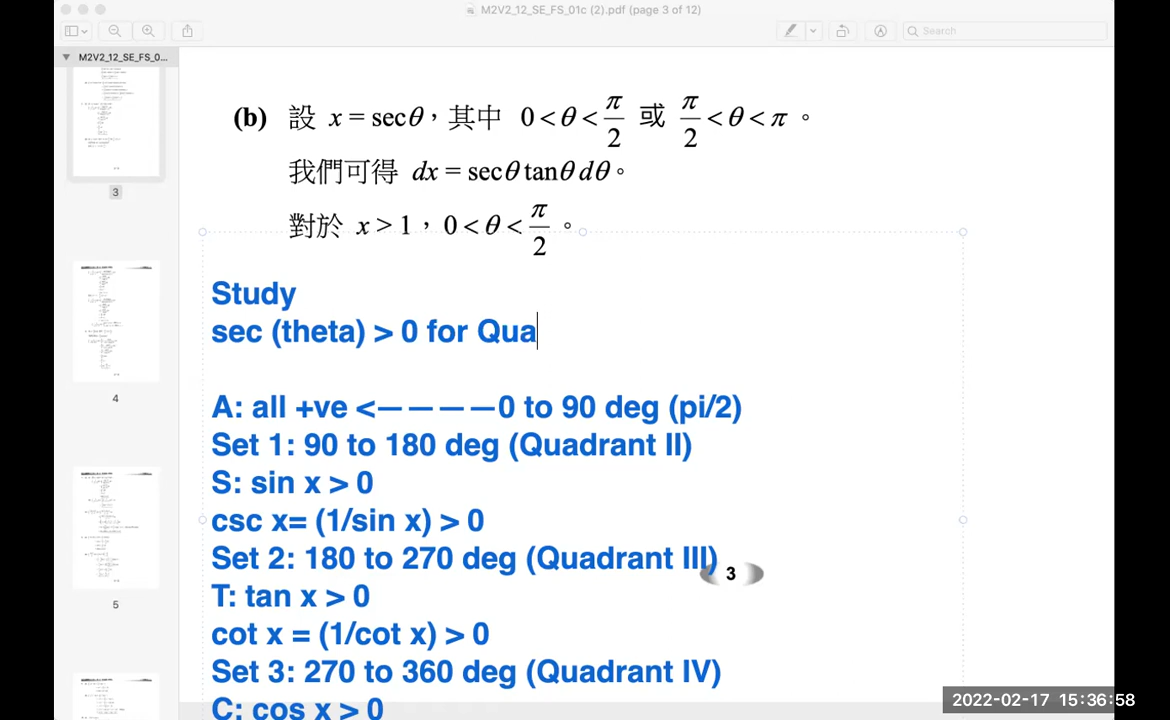 M2V2_12_SE_FS_01c (2).pdf (page 3 of 12)
Search
M2V2_12_SE_FS_0...
3
4
5
(b) 設 x = secθ，其中 0 < θ < π/2 或 π/2 < θ < π 。
我們可得 dx = secθ tanθ dθ。
對於 x > 1，0 < θ < π/2 。
Study
sec (theta) > 0 for Qua
A: all +ve <————0 to 90 deg (pi/2)
Set 1: 90 to 180 deg (Quadrant II)
S: sin x > 0
csc x= (1/sin x) > 0
Set 2: 180 to 270 deg (Quadrant III)
3
T: tan x > 0
cot x = (1/cot x) > 0
Set 3: 270 to 360 deg (Quadrant IV)
C: cos x > 0
2022-02-17 15:36:58